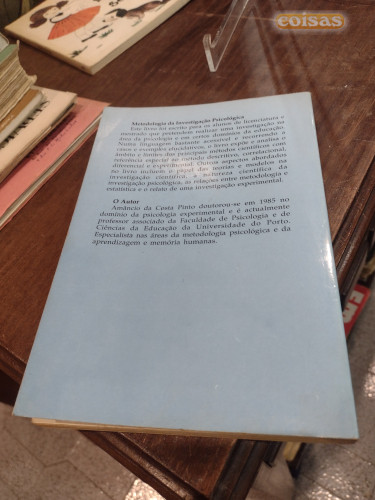 coisas
Metodologia da Investigação Psicológica
Este livro foi escrito para os alunos de licenciatura e
mestrado que pretendem realizar uma investigação na
área da psicologia e em certos domínios da educação.
Numa linguagem bastante acessível e recorrendo a
casos e exemplos elucidativos, o livro expõe e analisa o
âmbito e limites dos principais métodos científicos, com
relevância especial ao método descritivo, correlacional,
diferencial e experimental. Outros aspectos abordados
no livro incluem o papel das teorias e modelos na
investigação científica, a natureza científica da
investigação psicológica, as relações entre metodologia e
estatística e o relato de uma investigação experimental.
O Autor
Amâncio da Costa Pinto doutorou-se em 1985 no
domínio da psicologia experimental e é actualmente
professor associado da Faculdade de Psicologia e de
Ciências da Educação da Universidade do Porto.
Especialista nas áreas da metodologia psicológica e da
aprendizagem e memória humanas.